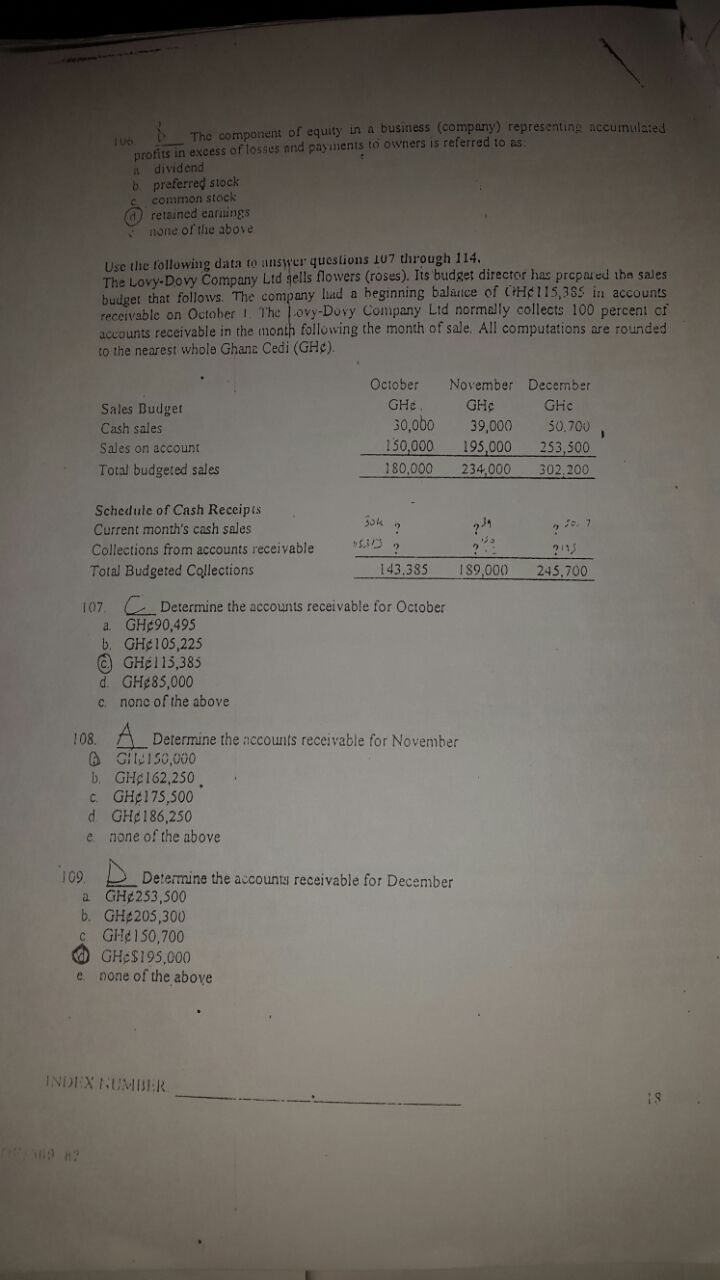 106. D The component of equity in a business (company) representing accumulated
profits in excess of losses and payments to owners is referred to as:
a. dividend
b. preferred stock
c. common stock
d. retained earnings
none of the above
Use the following data to answer questions 107 through 114.
The Lovy-Dovy Company Ltd sells flowers (roses). Its budget director has prepared the sales
budget that follows. The company had a beginning balance of GH¢115,385 in accounts
receivable on October 1. The Lovy-Dovy Company Ltd normally collects 100 percent of
accounts receivable in the month following the month of sale. All computations are rounded
to the nearest whole Ghana Cedi (GH¢).
October November December
Sales Budget GH¢ GH¢ GH¢
Cash sales 30,000 39,000 50,700
Sales on account 150,000 195,000 253,500
Total budgeted sales 180,000 234,000 302,200
Schedule of Cash Receipts
Current month's cash sales 30k ? ? 39 ? 50.7
Collections from accounts receivable ? ? 150 ? 195
Total Budgeted Collections 143,385 189,000 245,700
107. C Determine the accounts receivable for October
a. GH¢90,495
b. GH¢105,225
c. GH¢115,385
d. GH¢85,000
e. none of the above
108. A Determine the accounts receivable for November
a GH¢150,000
b. GH¢162,250
c. GH¢175,500
d. GH¢186,250
e. none of the above
109. D Determine the accounts receivable for December
a. GH¢253,500
b. GH¢205,300
c. GH¢150,700
d GH¢$195,000
e. none of the above
INDEX NUMBER
18